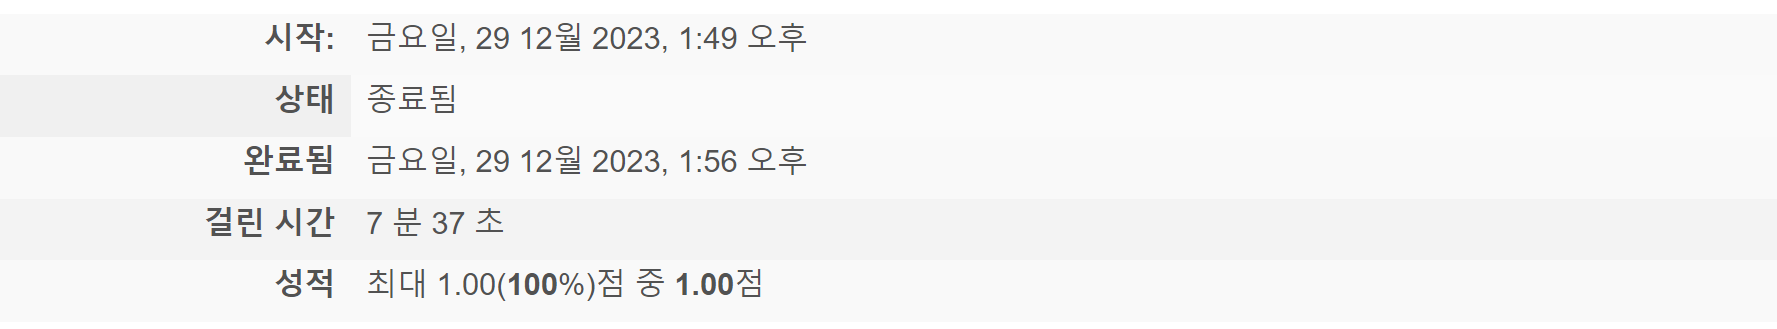 시작: 금요일, 29 12월 2023, 1:49 오후
상태 종료됨
완료됨 금요일, 29 12월 2023, 1:56 오후
걸린 시간 7 분 37 초
성적 최대 1.00(100%)점 중 1.00점